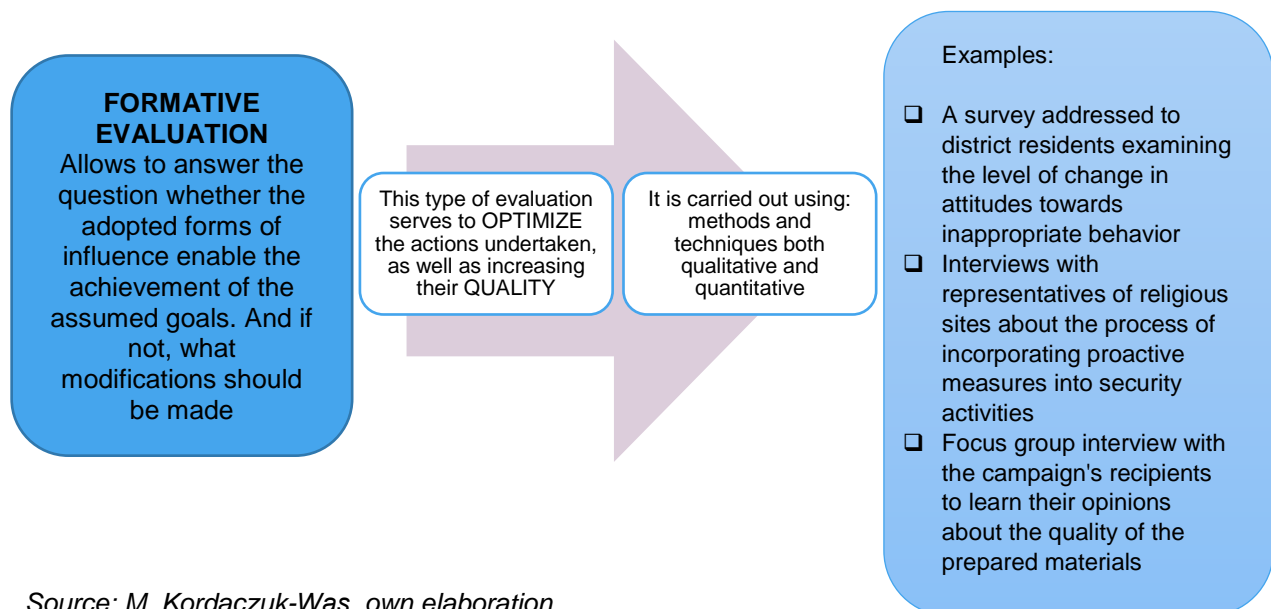 FORMATIVE
EVALUATION
Allows to answer the
question whether the
adopted forms of
influence enable the
achievement of the
assumed goals. And if
not, what
modifications should
be made
This type of evaluation
serves to OPTIMIZE
the actions undertaken,
as well as increasing
their QUALITY
It is carried out using:
methods and
techniques both
qualitative and
quantitative
Examples:
❑ A survey addressed to
district residents examining
the level of change in
attitudes towards
inappropriate behavior
❑ Interviews with
representatives of religious
sites about the process of
incorporating proactive
measures into security
activities
❑ Focus group interview with
the campaign's recipients
to learn their opinions
about the quality of the
prepared materials
Source: M. Kordaczuk-Was, own elaboration